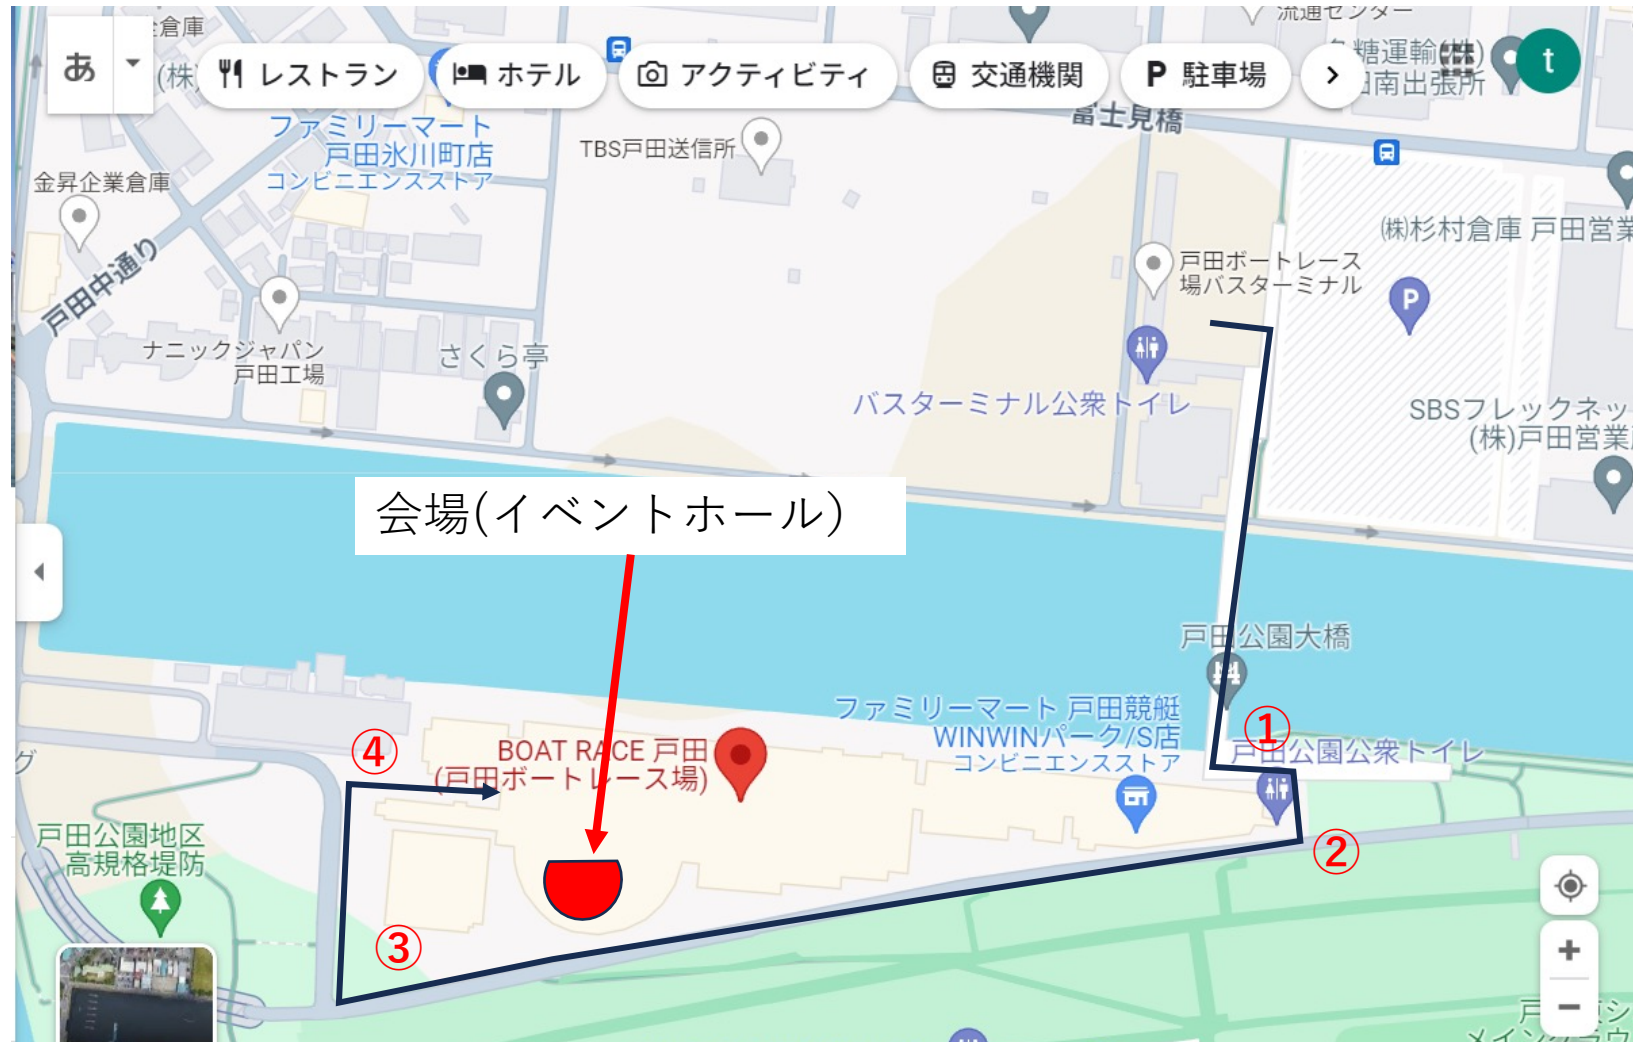 倉庫
流通センター
あ
(株)
レストラン
ホテル
アクティビティ
交通機関
P 駐車場
糖運輸(株)
田南出張所
t
ファミリーマート
戸田氷川町店
コンビニエンスストア
TBS戸田送信所
富士見橋
金昇企業倉庫
戸田中通り
(株)杉村倉庫 戸田営業
戸田ボートレース
場バスターミナル
P
ナニックジャパン
戸田工場
さくら亭
バスターミナル公衆トイレ
SBSフレックネッ
(株)戸田営業
会場(イベントホール)
戸田公園大橋
ファミリーマート 戸田競艇
WINWINパーク/S店
コンビニエンスストア
①
戸田公園公衆トイレ
④
BOAT RACE 戸田
(戸田ボートレース場)
グ
戸田公園地区
高規格堤防
②
③
+
−
戸
シ
メイングラウ